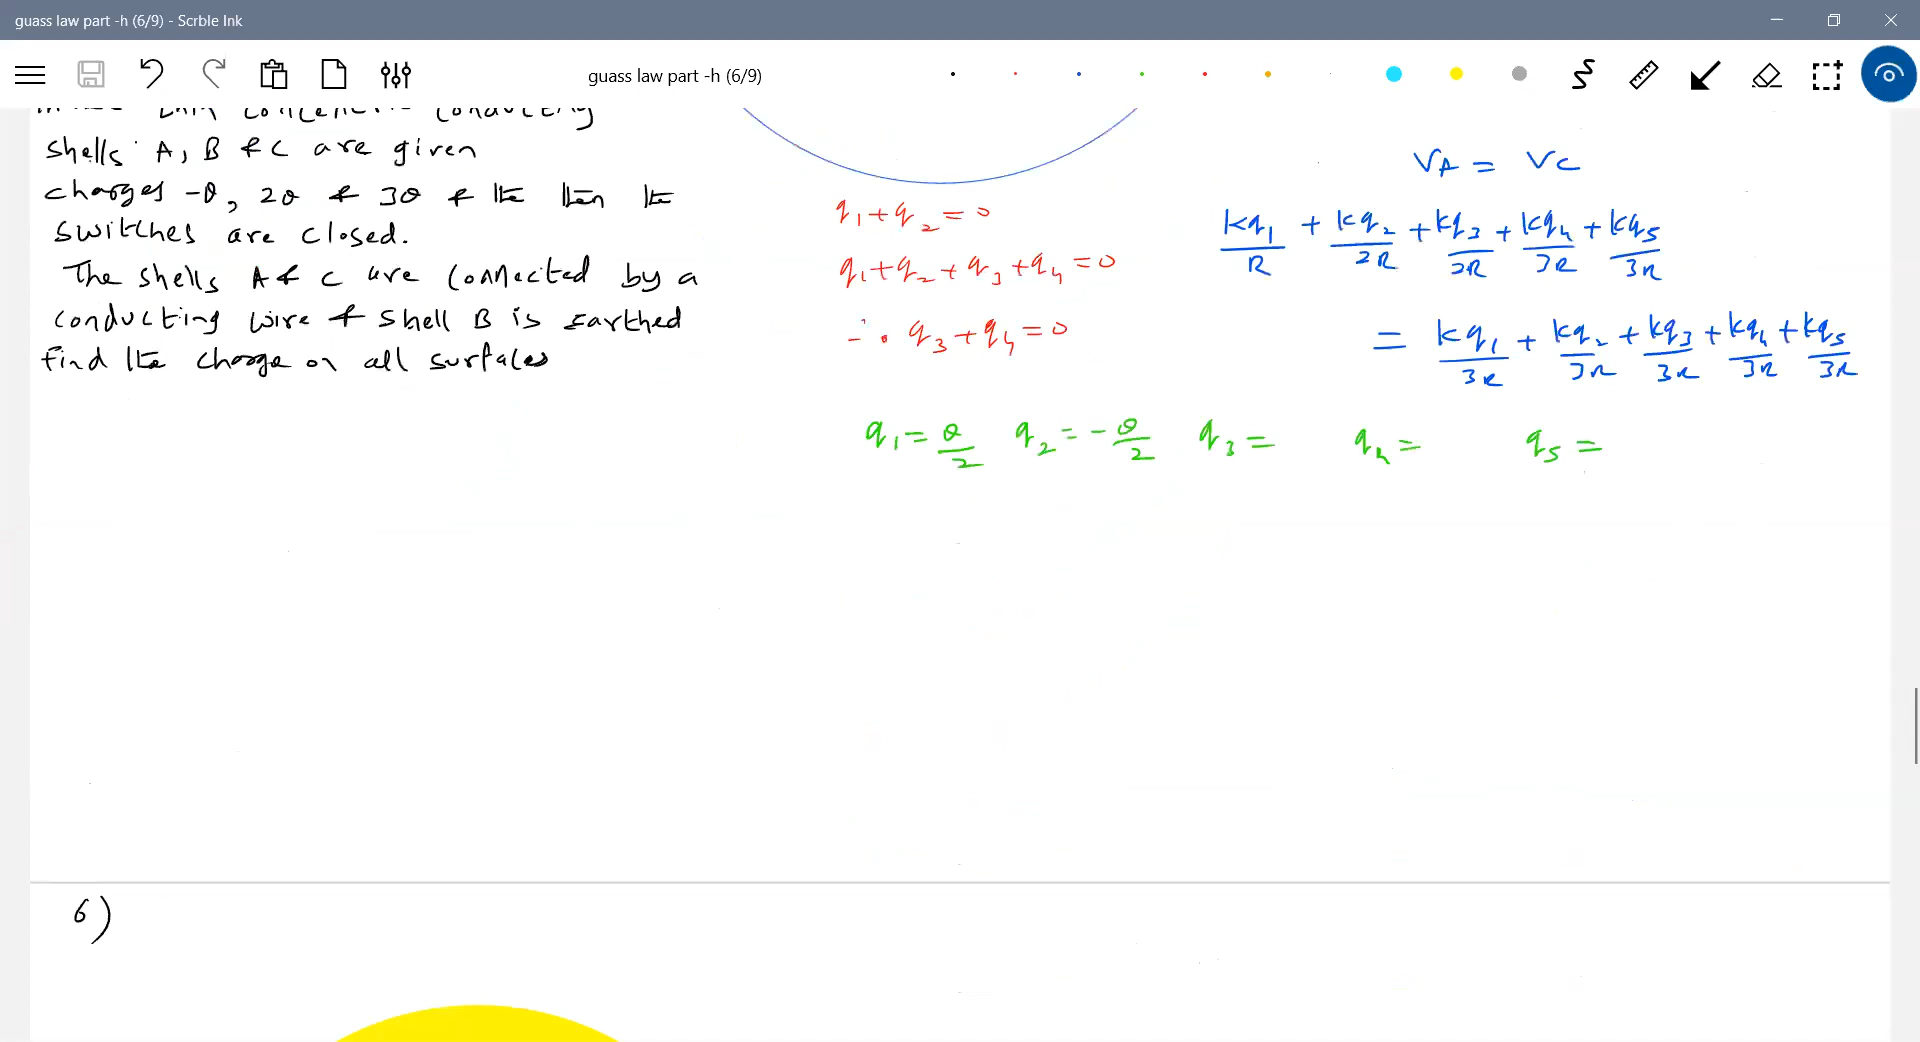 guass law part -h (6/9) - Scrble Ink
guass law part -h (6/9)
shells A, B & C are given
charges -Q, 2Q & 3Q & the then the
switches are closed.
The shells A & C are connected by a
conducting wire & shell B is earthed
find the charge on all surfaces
q₁ + q₂ = 0
q₁ + q₂ + q₃ + q₄ = 0
∴ q₃ + q₄ = 0
V_A = V_C
kq₁/R + kq₂/2R + kq₃/2R + kq₄/3R + kq₅/3R
= kq₁/3R + kq₂/3R + kq₃/3R + kq₄/3R + kq₅/3R
q₁ = Q/2 q₂ = -Q/2 q₃ = q₄ = q₅ =
6)